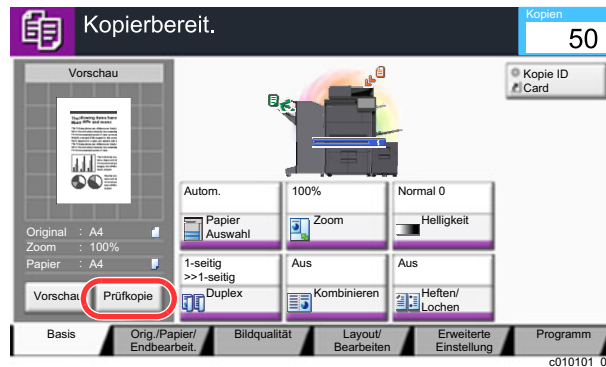 Kopierbereit.
Kopien
50
Vorschau
Kopie ID
Card
Autom.
100%
Normal 0
Papier
Auswahl
Zoom
Helligkeit
Original : A4
Zoom : 100%
Papier : A4
1-seitig
>>1-seitig
Aus
Aus
Duplex
Kombinieren
Heften/
Lochen
Vorschau
Prüfkopie
Basis
Orig./Papier/
Endbearbeit.
Bildqualität
Layout/
Bearbeiten
Erweiterte
Einstellung
Programm
c010101_0